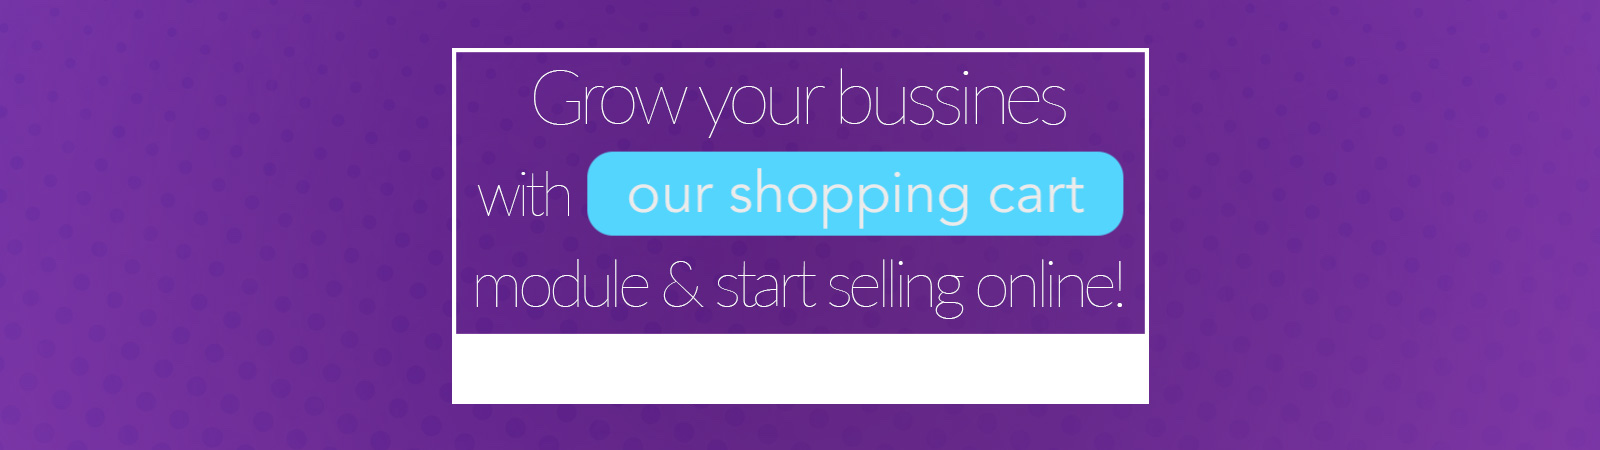 Grow your bussines
with our shopping cart
module & start selling online!